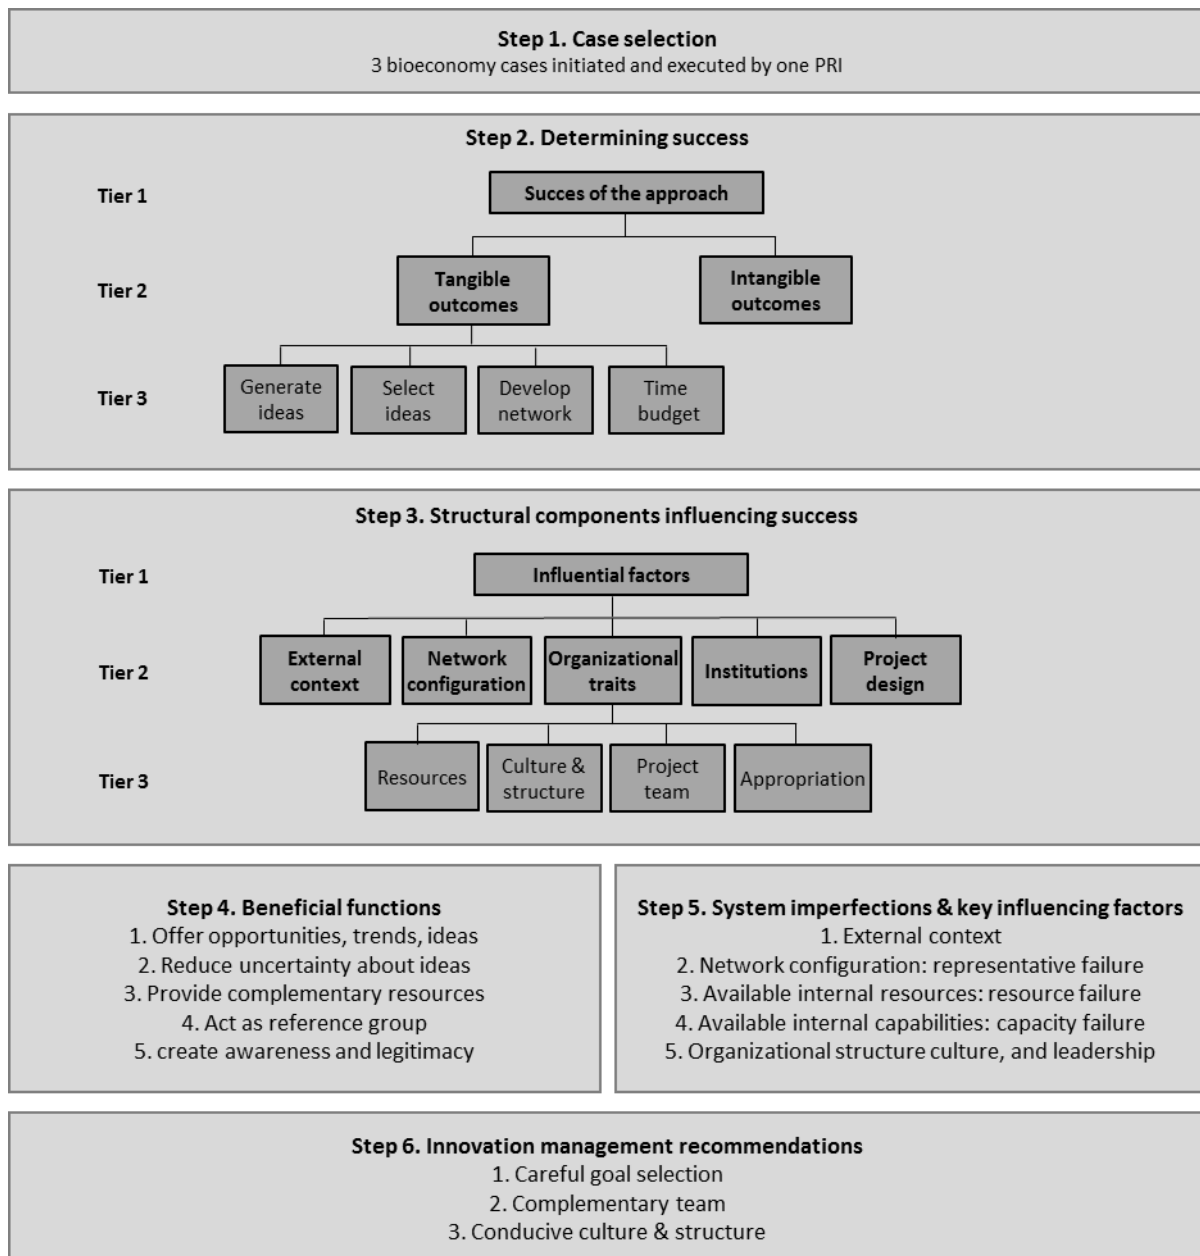 Step 1. Case selection
3 bioeconomy cases initiated and executed by one PRI
Step 2. Determining success
Tier 1
Succes of the approach
Tier 2
Tangible
outcomes
Intangible
outcomes
Tier 3
Generate
ideas
Select
ideas
Develop
network
Time
budget
Step 3. Structural components influencing success
Tier 1
Influential factors
Tier 2
External
context
Network
configuration
Organizational
traits
Institutions
Project
design
Tier 3
Resources
Culture &
structure
Project
team
Appropriation
Step 4. Beneficial functions
1. Offer opportunities, trends, ideas
2. Reduce uncertainty about ideas
3. Provide complementary resources
4. Act as reference group
5. create awareness and legitimacy
Step 5. System imperfections & key influencing factors
1. External context
2. Network configuration: representative failure
3. Available internal resources: resource failure
4. Available internal capabilities: capacity failure
5. Organizational structure culture, and leadership
Step 6. Innovation management recommendations
1. Careful goal selection
2. Complementary team
3. Conducive culture & structure